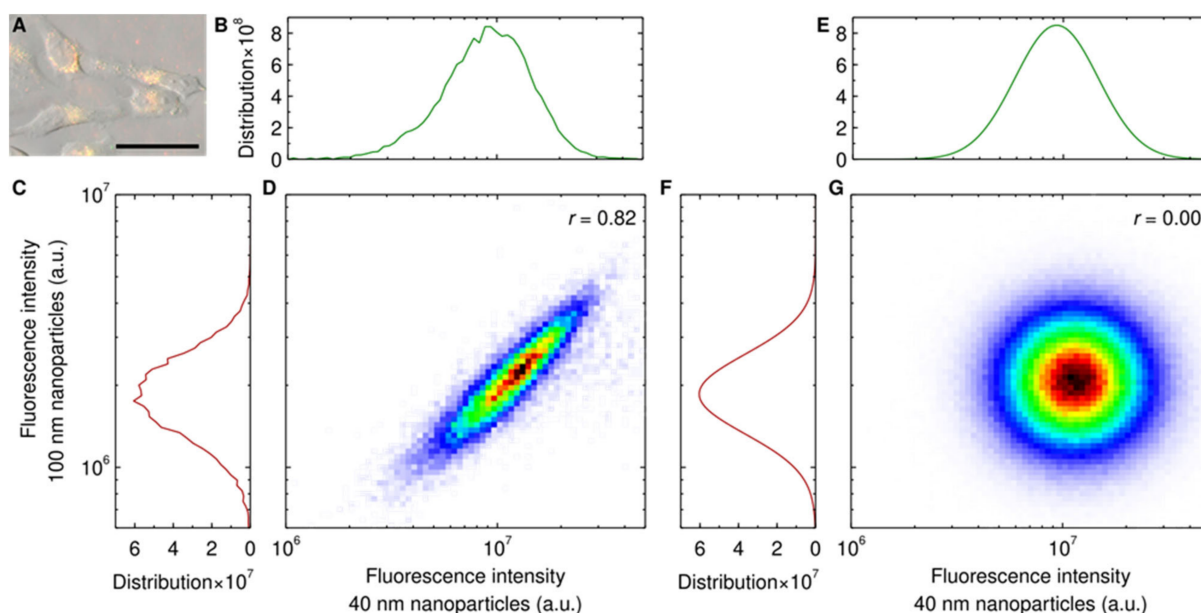 A
B
Distribution×10⁸
8
6
4
2
0
E
8
6
4
2
0
C
Fluorescence intensity
100 nm nanoparticles (a.u.)
10⁷
10⁶
6 4 2 0
Distribution×10⁷
D
r = 0.82
10⁶ 10⁷
Fluorescence intensity
40 nm nanoparticles (a.u.)
F
6 4 2 0
Distribution×10⁷
G
r = 0.00
10⁶ 10⁷
Fluorescence intensity
40 nm nanoparticles (a.u.)